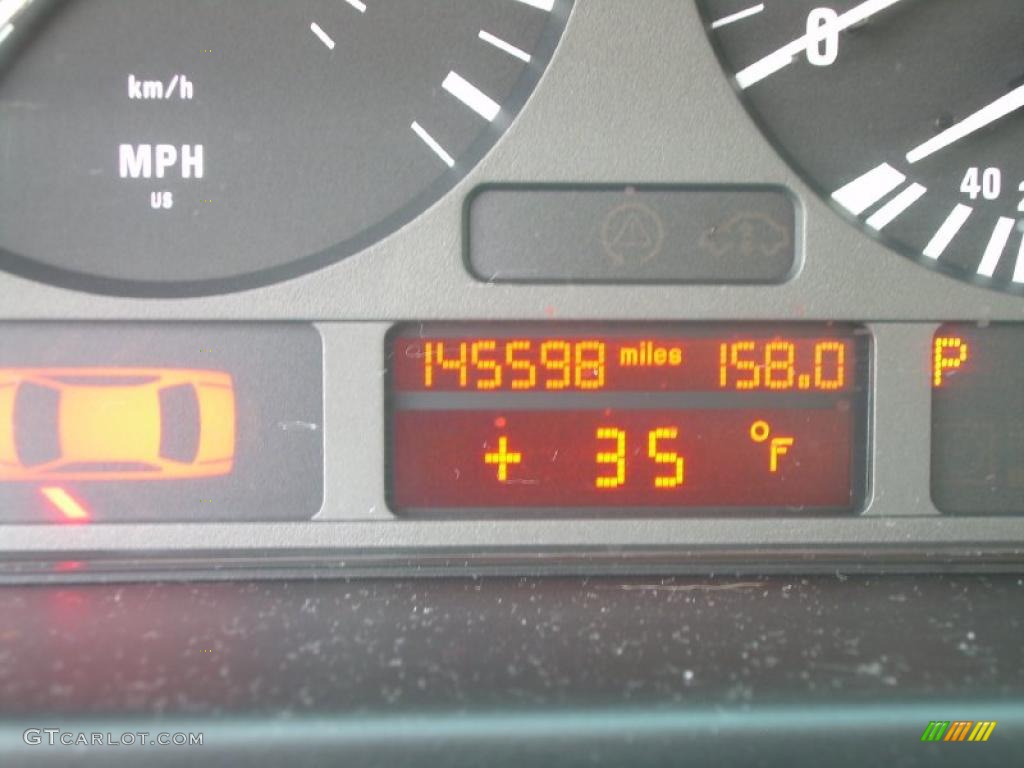 km/h
MPH
US
0
40
145598 miles 158.0
P
+ 35 °F
GTCARLOT.COM